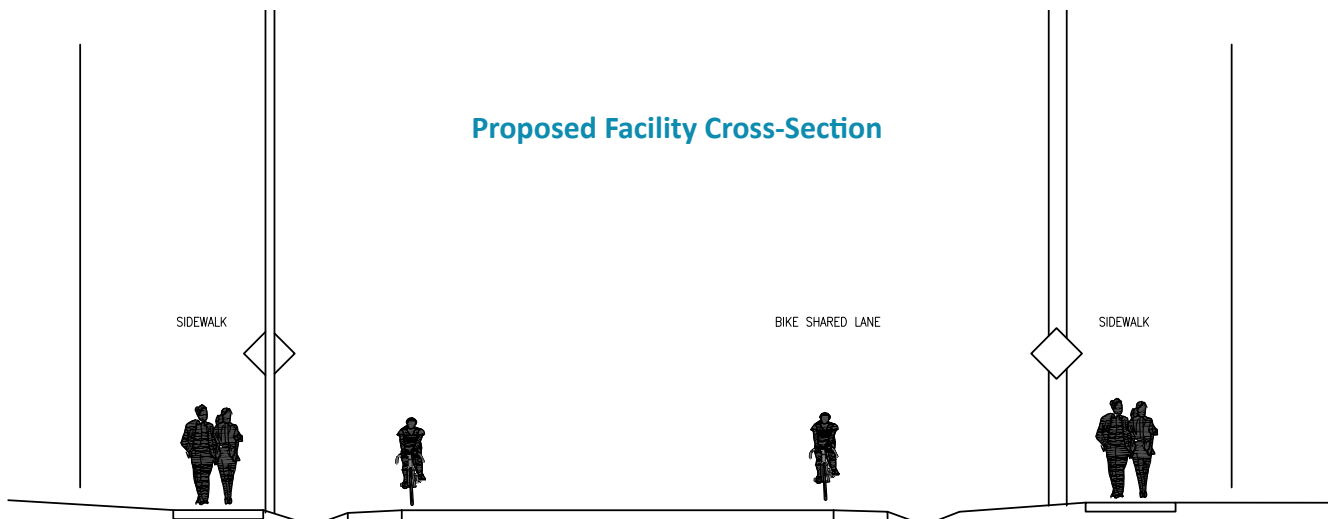 Proposed Facility Cross-Section
SIDEWALK
BIKE SHARED LANE
SIDEWALK